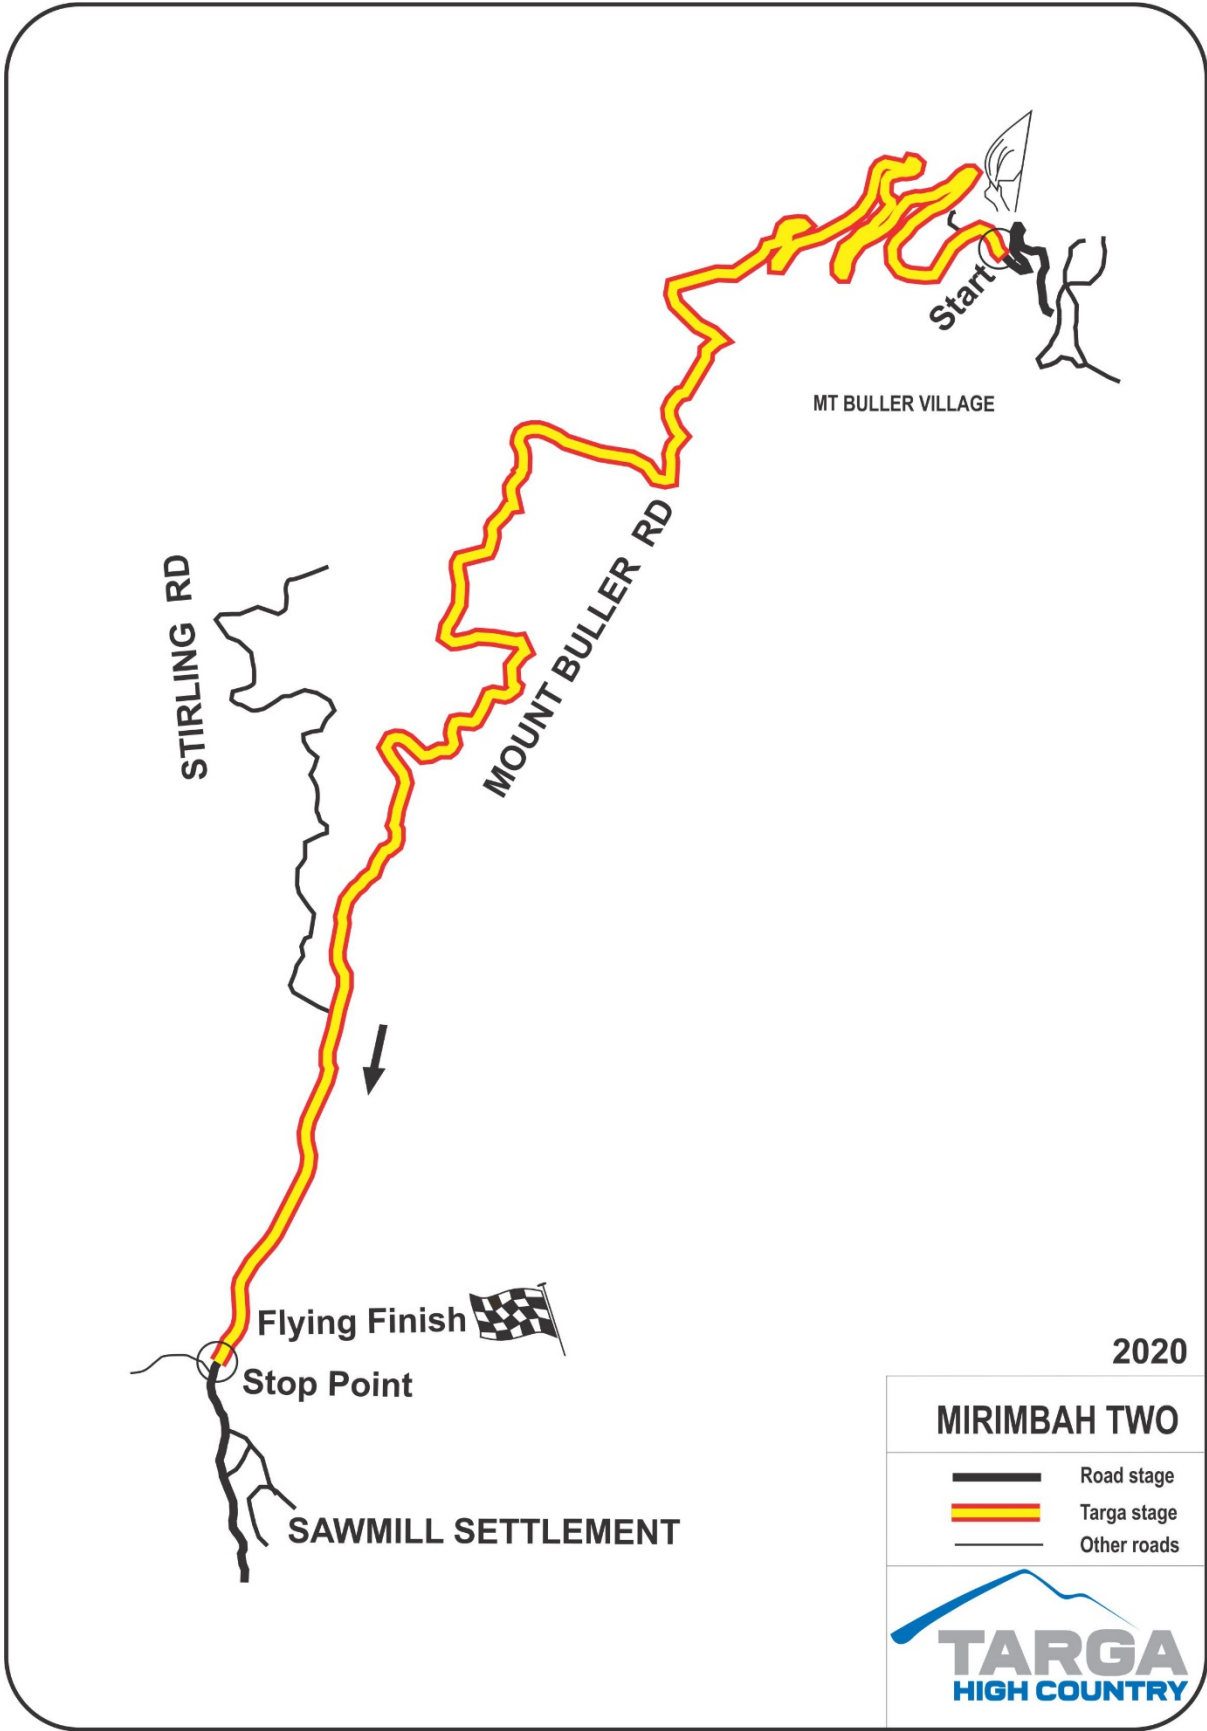 Start
MT BULLER VILLAGE
MOUNT BULLER RD
STIRLING RD
Flying Finish
Stop Point
SAWMILL SETTLEMENT
2020
MIRIMBAH TWO
Road stage
Targa stage
Other roads
TARGA
HIGH COUNTRY